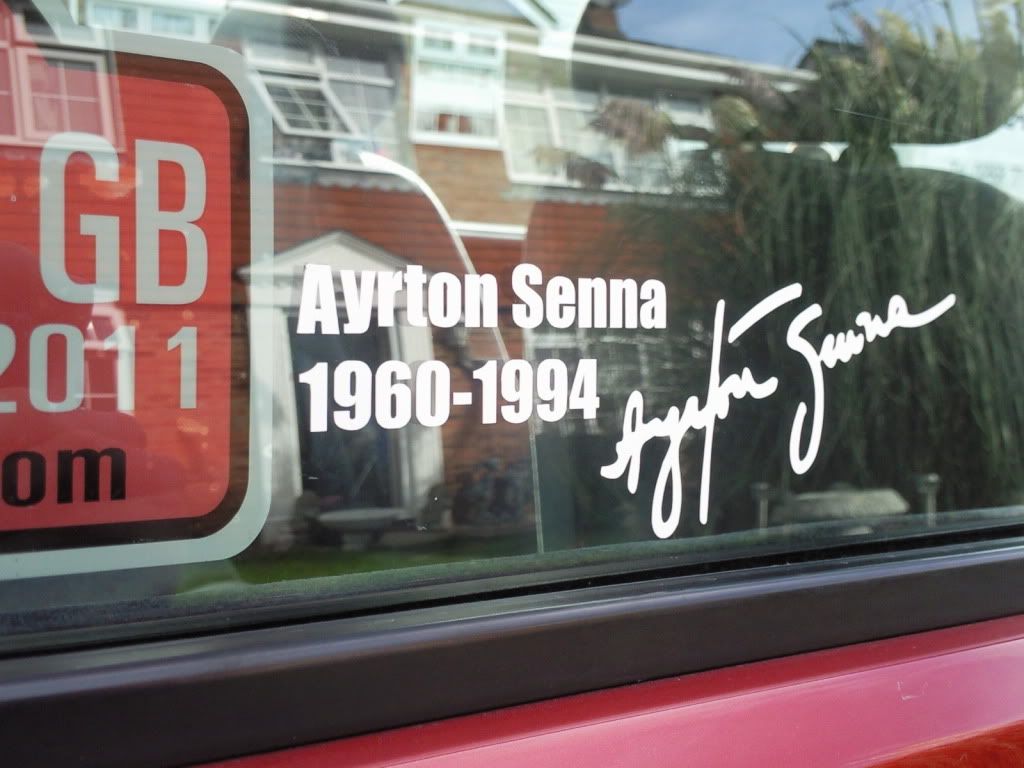 GB
2011
om
Ayrton Senna
1960-1994
Ayrton Senna